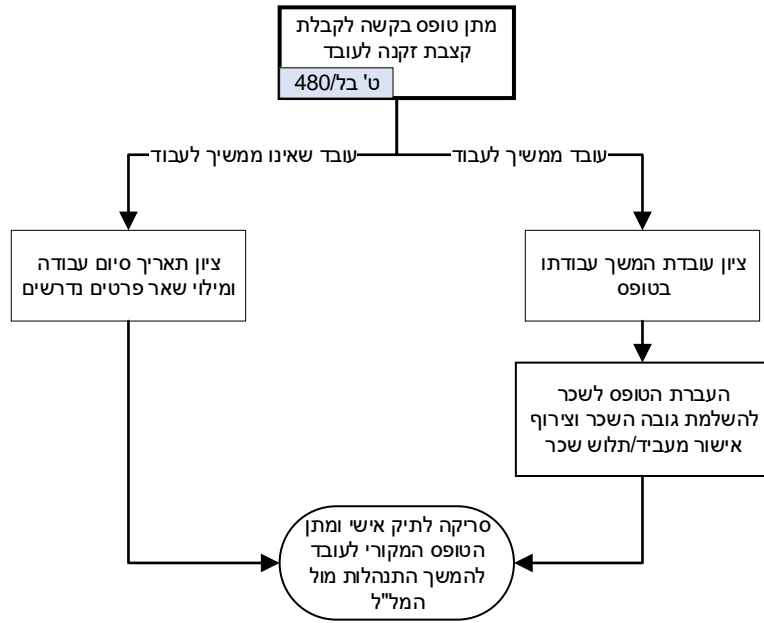 מתן טופס בקשה לקבלת
קצבת זקנה לעובד
ט' בל/480
עובד ממשיך לעבוד
עובד שאינו ממשיך לעבוד
ציון עובדת המשך עבודתו
בטופס
ציון תאריך סיום עבודה
ומילוי שאר פרטים נדרשים
העברת הטופס לשכר
להשלמת גובה השכר וצירוף
אישור מעביד/תלוש שכר
סריקה לתיק אישי ומתן
הטופס המקורי לעובד
להמשך התנהלות מול
המל"ל